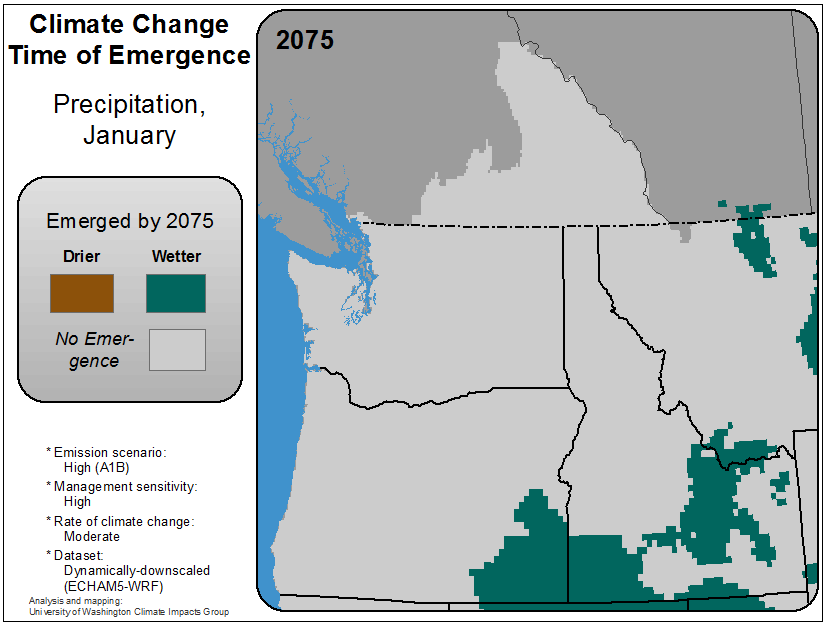 Climate Change
Time of Emergence
Precipitation,
January
2075
Emerged by 2075
Drier
Wetter
No Emer-
gence
* Emission scenario:
High (A1B)
* Management sensitivity:
High
* Rate of climate change:
Moderate
* Dataset:
Dynamically-downscaled
(ECHAM5-WRF)
Analysis and mapping:
University of Washington Climate Impacts Group